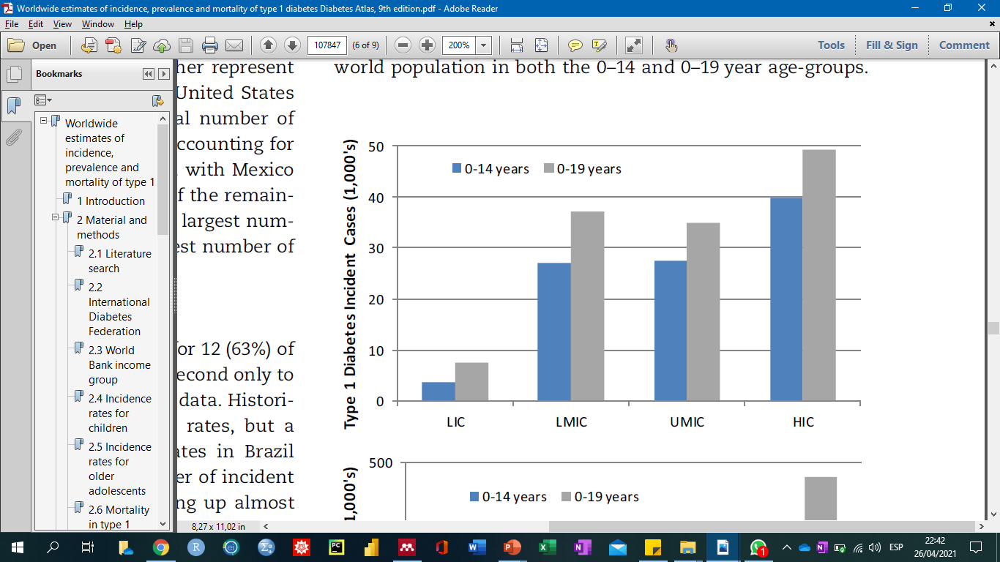 Worldwide estimates of incidence, prevalence and mortality of type 1 diabetes Diabetes Atlas, 9th edition.pdf - Adobe Reader
File Edit View Window Help
Open 107847 (6 of 9) 200% Tools Fill & Sign Comment
Bookmarks
Worldwide
estimates of
incidence,
prevalence and
mortality of type 1
1 Introduction
2 Material and
methods
2.1 Literature
search
2.2
International
Diabetes
Federation
2.3 World
Bank income
group
2.4 Incidence
rates for
children
2.5 Incidence
rates for
older
adolescents
2.6 Mortality
in type 1
her represent
United States
al number of
ccounting for
with Mexico
f the remain-
largest num-
est number of
or 12 (63%) of
econd only to
data. Histori-
rates, but a
ates in Brazil
er of incident
ng up almost
world population in both the 0–14 and 0–19 year age-groups.
Type 1 Diabetes Incident Cases (1,000's)
50
40
30
20
10
0
0-14 years 0-19 years
LIC LMIC UMIC HIC
500
1,000's)
0-14 years 0-19 years
8,27 x 11,02 in
ESP
22:42
26/04/2021
1